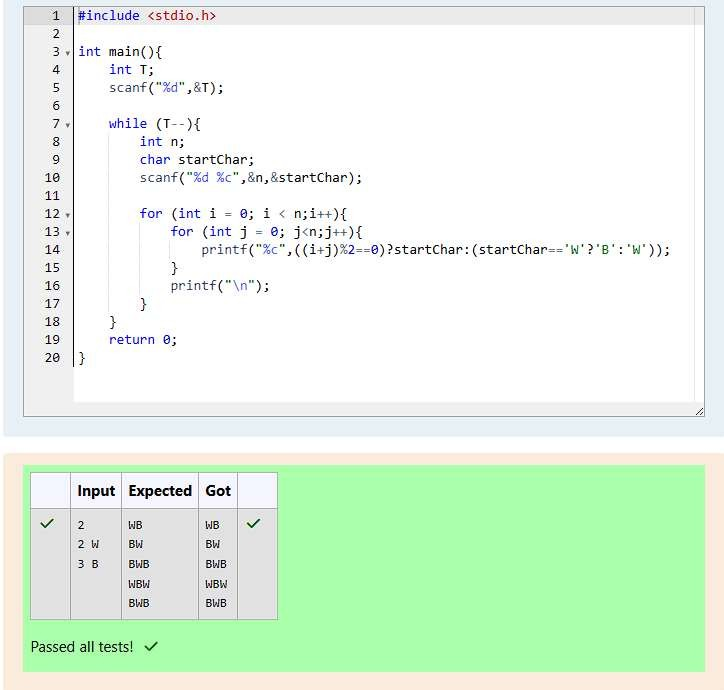 1 #include <stdio.h>
2
3 int main(){
4 int T;
5 scanf("%d",&T);
6
7 while (T--){
8 int n;
9 char startChar;
10 scanf("%d %c",&n,&startChar);
11
12 for (int i = 0; i < n;i++){
13 for (int j = 0; j<n;j++){
14 printf("%c",((i+j)%2==0)?startChar:(startChar=='W'?'B':'W'));
15 }
16 printf("\n");
17 }
18 }
19 return 0;
20 }
Input Expected Got
2 WB WB
2 W BW BW
3 B BWB BWB
WBW WBW
BWB BWB
Passed all tests!